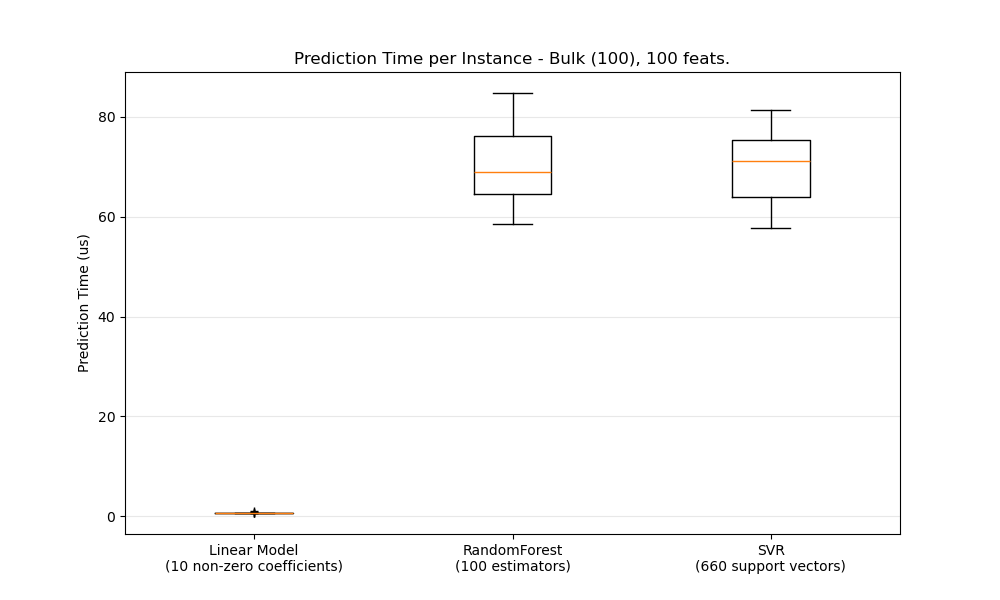 Prediction Time per Instance - Bulk (100), 100 feats.
Prediction Time (us)
80
60
40
20
0
Linear Model
(10 non-zero coefficients)
RandomForest
(100 estimators)
SVR
(660 support vectors)